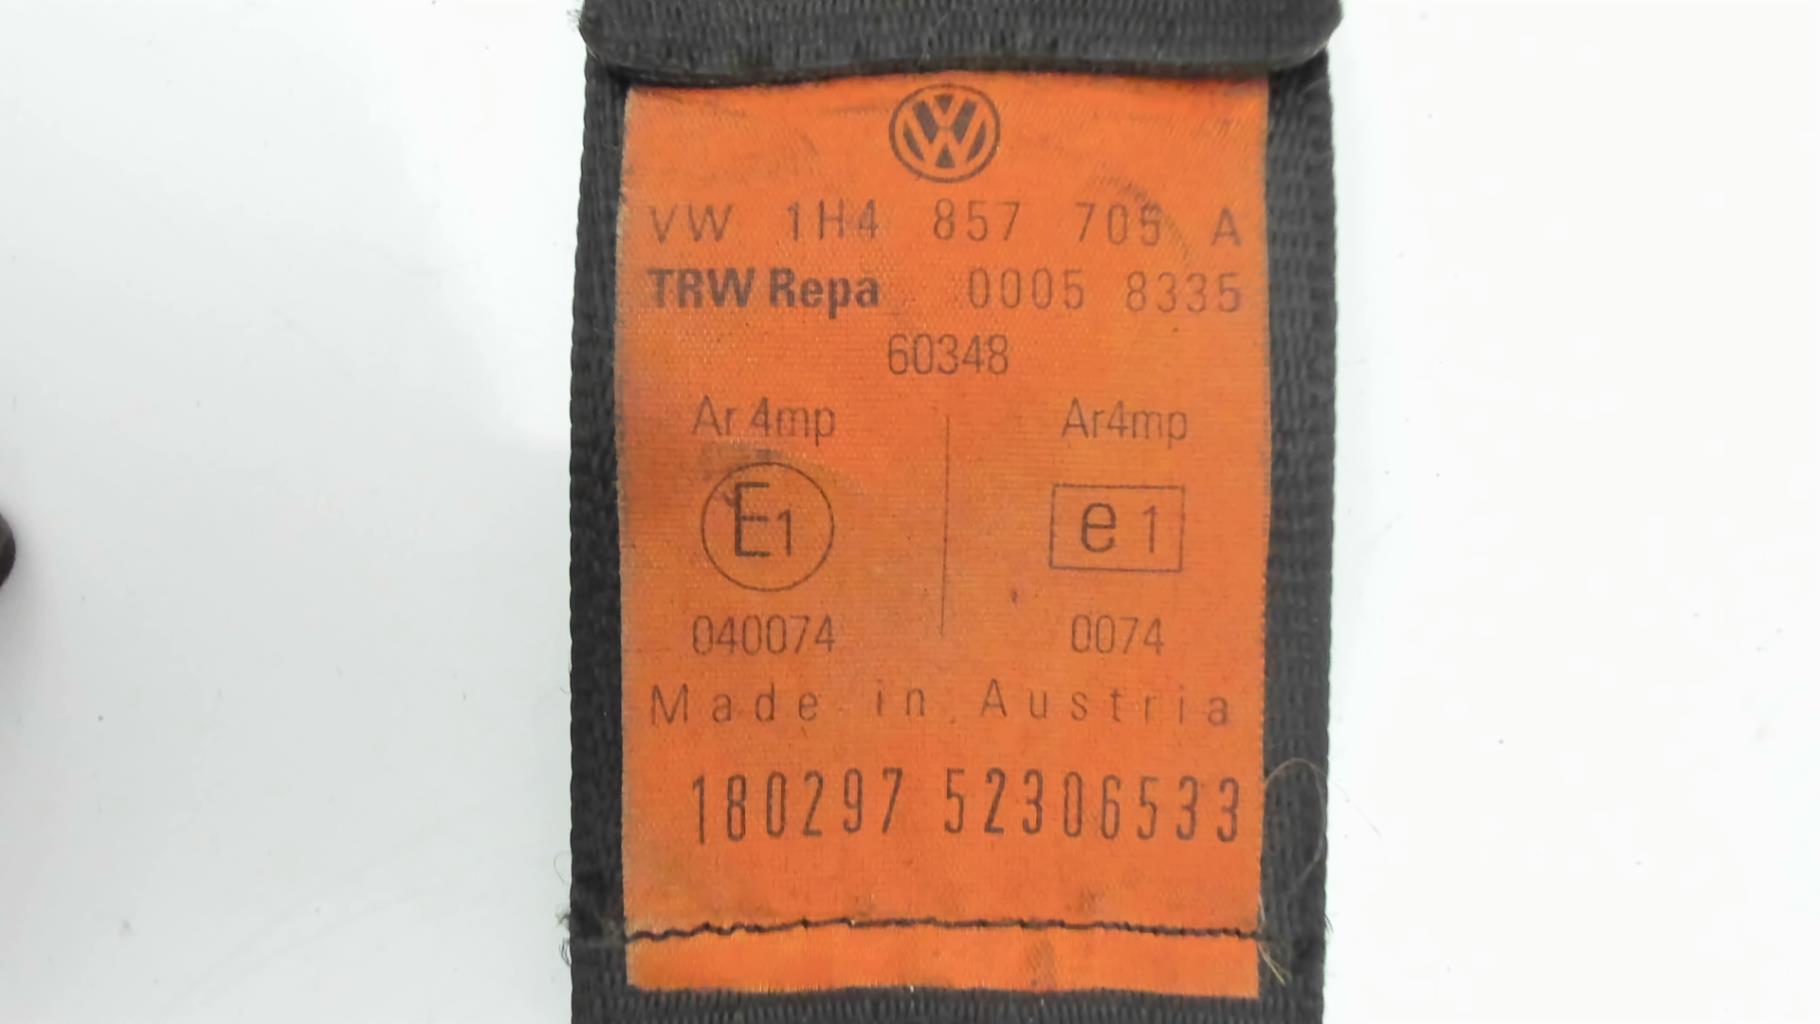 VW 1H4 857 705 A
TRW Repa 0005 8335
60348
Ar 4mp Ar4mp
E1 e1
040074 0074
Made in Austria
180297 52306533